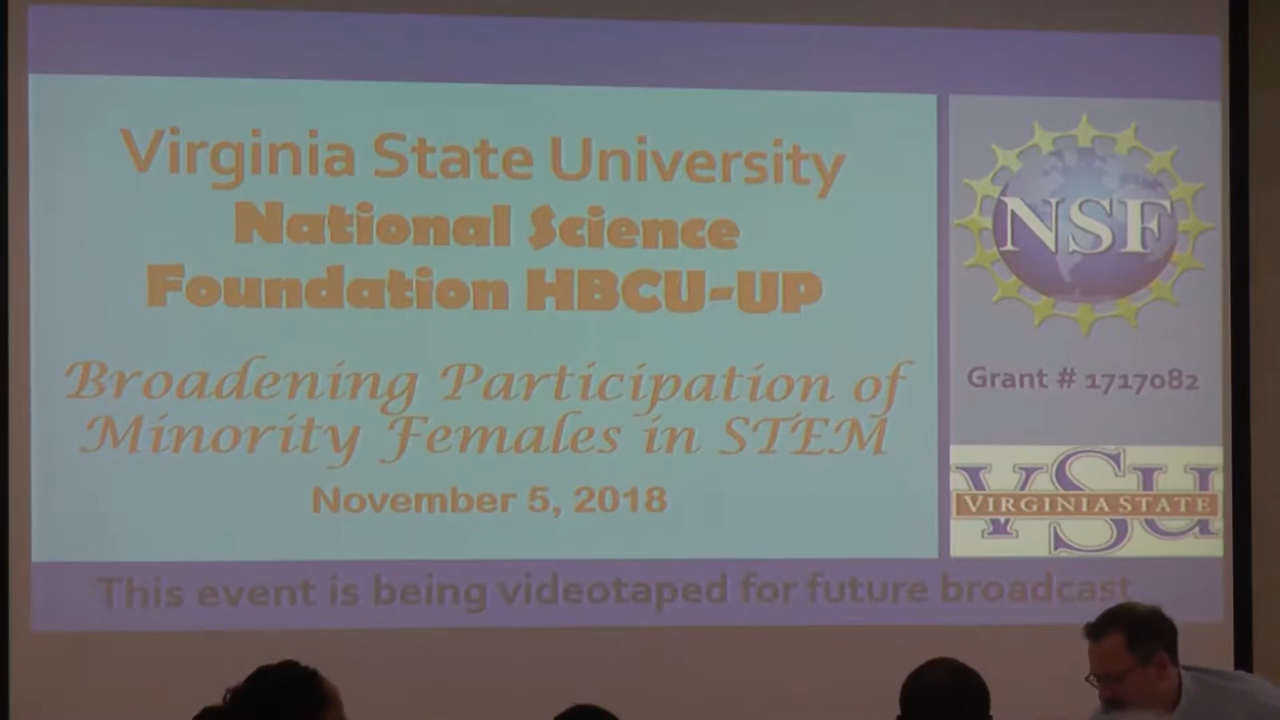 Virginia State University
National Science
Foundation HBCU-UP
Broadening Participation of
Minority Females in STEM
November 5, 2018
NSF
Grant # 1717082
VSU
VIRGINIA STATE
This event is being videotaped for future broadcast